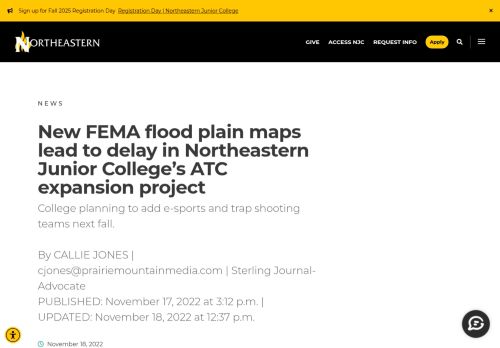 Sign up for Fall 2025 Registration Day Registration Day | Northeastern Junior College ×
NORTHEASTERN GIVE ACCESS NJC REQUEST INFO Apply
NEWS
New FEMA flood plain maps
lead to delay in Northeastern
Junior College’s ATC
expansion project
College planning to add e-sports and trap shooting
teams next fall.
By CALLIE JONES |
cjones@prairiemountainmedia.com | Sterling Journal-
Advocate
PUBLISHED: November 17, 2022 at 3:12 p.m. |
UPDATED: November 18, 2022 at 12:37 p.m.
November 18, 2022